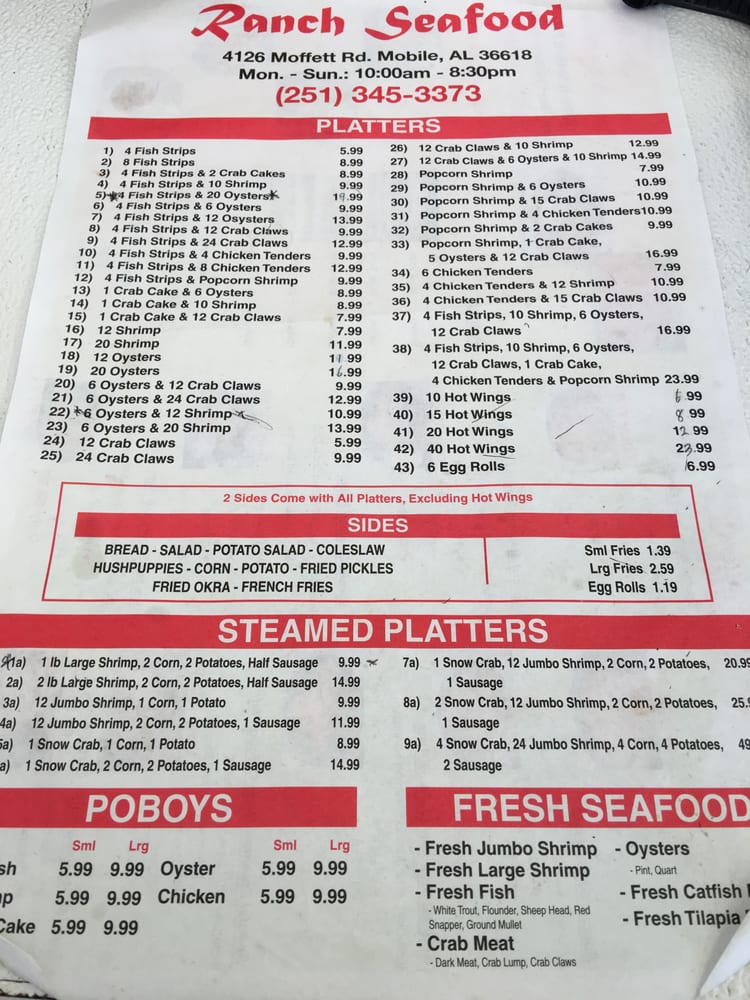 Ranch Seafood
4126 Moffett Rd. Mobile, AL 36618
Mon. - Sun.: 10:00am - 8:30pm
(251) 345-3373
PLATTERS
1) 4 Fish Strips 5.99
2) 8 Fish Strips 8.99
3) 4 Fish Strips & 2 Crab Cakes 8.99
4) 4 Fish Strips & 10 Shrimp 9.99
5) 4 Fish Strips & 20 Oysters
6) 4 Fish Strips & 6 Oysters 9.99
7) 4 Fish Strips & 12 Osysters 13.99
8) 4 Fish Strips & 12 Crab Claws 9.99
9) 4 Fish Strips & 24 Crab Claws 12.99
10) 4 Fish Strips & 4 Chicken Tenders 9.99
11) 4 Fish Strips & 8 Chicken Tenders 12.99
12) 4 Fish Strips & Popcorn Shrimp 9.99
13) 1 Crab Cake & 6 Oysters 8.99
14) 1 Crab Cake & 10 Shrimp 8.99
15) 1 Crab Cake & 12 Crab Claws 7.99
16) 12 Shrimp 7.99
17) 20 Shrimp 11.99
18) 12 Oysters 11.99
19) 20 Oysters 16.99
20) 6 Oysters & 12 Crab Claws 9.99
21) 6 Oysters & 24 Crab Claws 12.99
22) 6 Oysters & 12 Shrimp 10.99
23) 6 Oysters & 20 Shrimp 13.99
24) 12 Crab Claws 5.99
25) 24 Crab Claws 9.99
26) 12 Crab Claws & 10 Shrimp 12.99
27) 12 Crab Claws & 6 Oysters & 10 Shrimp 14.99
28) Popcorn Shrimp 7.99
29) Popcorn Shrimp & 6 Oysters 10.99
30) Popcorn Shrimp & 15 Crab Claws 10.99
31) Popcorn Shrimp & 4 Chicken Tenders 10.99
32) Popcorn Shrimp & 2 Crab Cakes 9.99
33) Popcorn Shrimp, 1 Crab Cake,
5 Oysters & 12 Crab Claws 16.99
34) 6 Chicken Tenders 7.99
35) 4 Chicken Tenders & 12 Shrimp 10.99
36) 4 Chicken Tenders & 15 Crab Claws 10.99
37) 4 Fish Strips, 10 Shrimp, 6 Oysters,
12 Crab Claws 16.99
38) 4 Fish Strips, 10 Shrimp, 6 Oysters,
12 Crab Claws, 1 Crab Cake,
4 Chicken Tenders & Popcorn Shrimp 23.99
39) 10 Hot Wings 6.99
40) 15 Hot Wings 8.99
41) 20 Hot Wings 12.99
42) 40 Hot Wings 23.99
43) 6 Egg Rolls 6.99
2 Sides Come with All Platters, Excluding Hot Wings
SIDES
BREAD - SALAD - POTATO SALAD - COLESLAW
HUSHPUPPIES - CORN - POTATO - FRIED PICKLES
FRIED OKRA - FRENCH FRIES
Sml Fries 1.39
Lrg Fries 2.59
Egg Rolls 1.19
STEAMED PLATTERS
1a) 1 lb Large Shrimp, 2 Corn, 2 Potatoes, Half Sausage 9.99
2a) 2 lb Large Shrimp, 2 Corn, 2 Potatoes, Half Sausage 14.99
3a) 12 Jumbo Shrimp, 1 Corn, 1 Potato 9.99
4a) 12 Jumbo Shrimp, 2 Corn, 2 Potatoes, 1 Sausage 11.99
5a) 1 Snow Crab, 1 Corn, 1 Potato 8.99
a) 1 Snow Crab, 2 Corn, 2 Potatoes, 1 Sausage 14.99
7a) 1 Snow Crab, 12 Jumbo Shrimp, 2 Corn, 2 Potatoes, 20.99
1 Sausage
8a) 2 Snow Crab, 12 Jumbo Shrimp, 2 Corn, 2 Potatoes, 25.
1 Sausage
9a) 4 Snow Crab, 24 Jumbo Shrimp, 4 Corn, 4 Potatoes, 49
2 Sausage
POBOYS
Sml Lrg Sml Lrg
sh 5.99 9.99 Oyster 5.99 9.99
p 5.99 9.99 Chicken 5.99 9.99
Cake 5.99 9.99
FRESH SEAFOOD
- Fresh Jumbo Shrimp
- Fresh Large Shrimp
- Fresh Fish
- White Trout, Flounder, Sheep Head, Red
Snapper, Ground Mullet
- Crab Meat
- Dark Meat, Crab Lump, Crab Claws
- Oysters
- Pint, Quart
- Fresh Catfish
- Fresh Tilapia